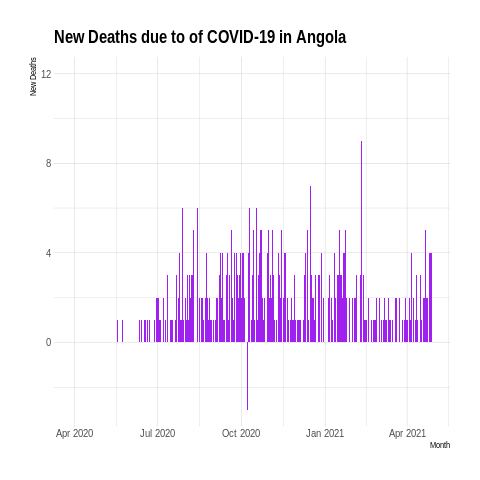 New Deaths due to of COVID-19 in Angola
New Deaths
12
8
4
0
Apr 2020 Jul 2020 Oct 2020 Jan 2021 Apr 2021
Month